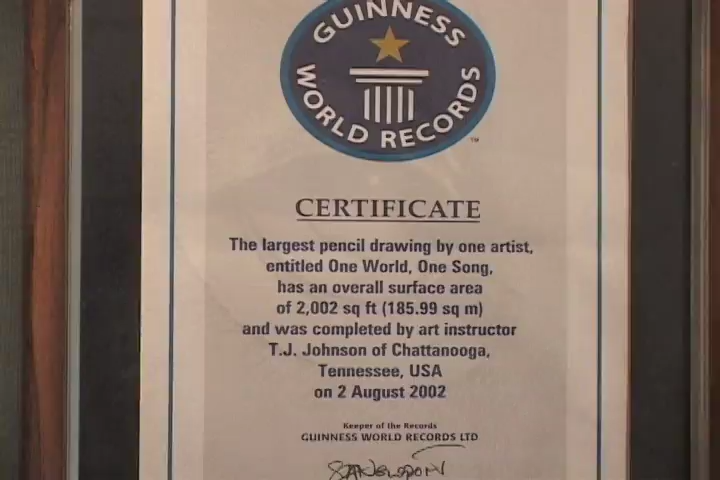 GUINNESS
WORLD RECORDS
TM
CERTIFICATE
The largest pencil drawing by one artist,
entitled One World, One Song,
has an overall surface area
of 2,002 sq ft (185.99 sq m)
and was completed by art instructor
T.J. Johnson of Chattanooga,
Tennessee, USA
on 2 August 2002
Keeper of the Records
GUINNESS WORLD RECORDS LTD